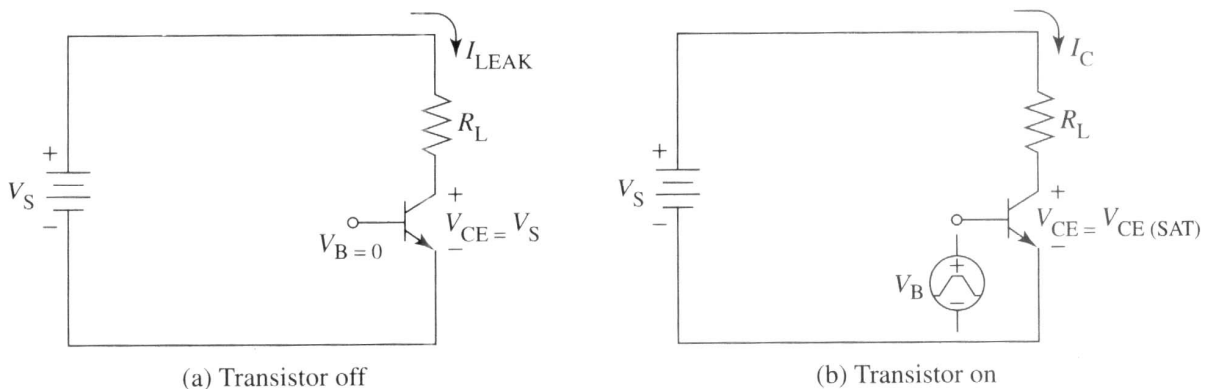 I_LEAK
R_L
+
V_S
−
+
V_CE = V_S
−
V_B = 0
(a) Transistor off
I_C
R_L
+
V_S
−
+
V_CE = V_CE (SAT)
−
V_B
+
−
(b) Transistor on